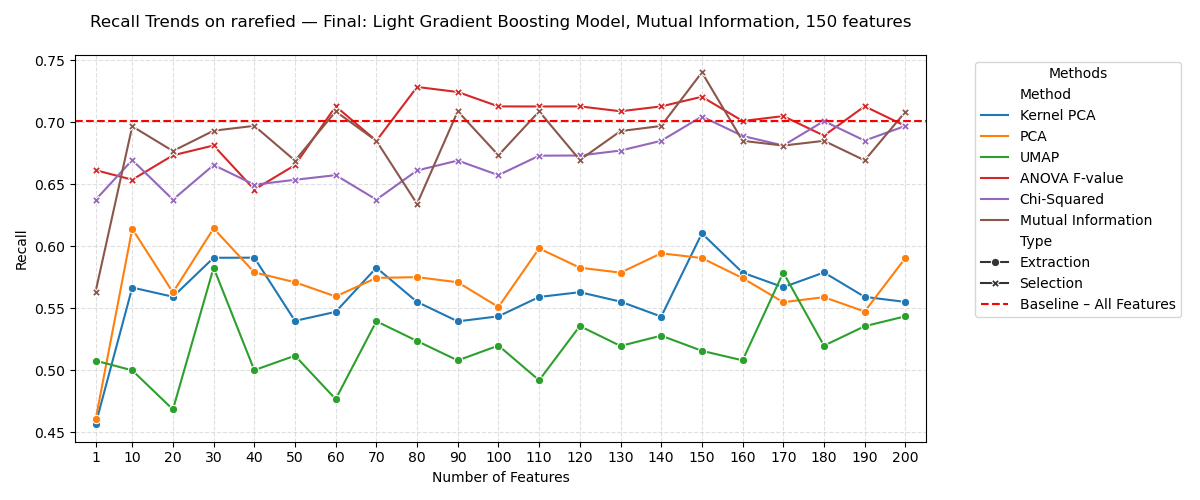 Recall Trends on rarefied — Final: Light Gradient Boosting Model, Mutual Information, 150 features
Recall
0.75
0.70
0.65
0.60
0.55
0.50
0.45
1 10 20 30 40 50 60 70 80 90 100 110 120 130 140 150 160 170 180 190 200
Number of Features
Methods
Method
Kernel PCA
PCA
UMAP
ANOVA F-value
Chi-Squared
Mutual Information
Type
Extraction
Selection
Baseline – All Features